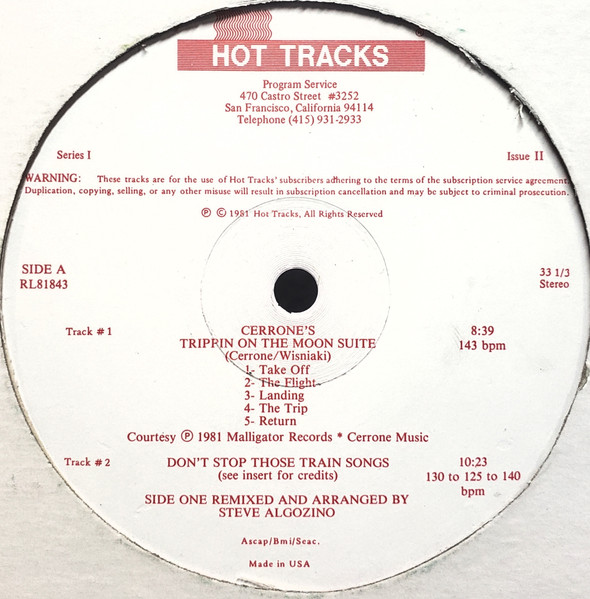 HOT TRACKS
Program Service
470 Castro Street #3252
San Francisco, California 94114
Telephone (415) 931-2933
Series I
Issue II
WARNING: These tracks are for the use of Hot Tracks' subscribers adhering to the terms of the subscription service agreement.
Duplication, copying, selling, or any other misuse will result in subscription cancellation and may be subject to criminal prosecution.
℗ © 1981 Hot Tracks, All Rights Reserved
SIDE A
RL81843
33 1/3
Stereo
Track #1 CERRONE'S 8:39
TRIPPIN ON THE MOON SUITE 143 bpm
(Cerrone/Wisniaki)
1- Take Off
2- The Flight-
3- Landing
4- The Trip
5- Return
Courtesy ℗ 1981 Malligator Records * Cerrone Music
Track #2 DON'T STOP THOSE TRAIN SONGS 10:23
(see insert for credits) 130 to 125 to 140
bpm
SIDE ONE REMIXED AND ARRANGED BY
STEVE ALGOZINO
Ascap/Bmi/Seac.
Made in USA